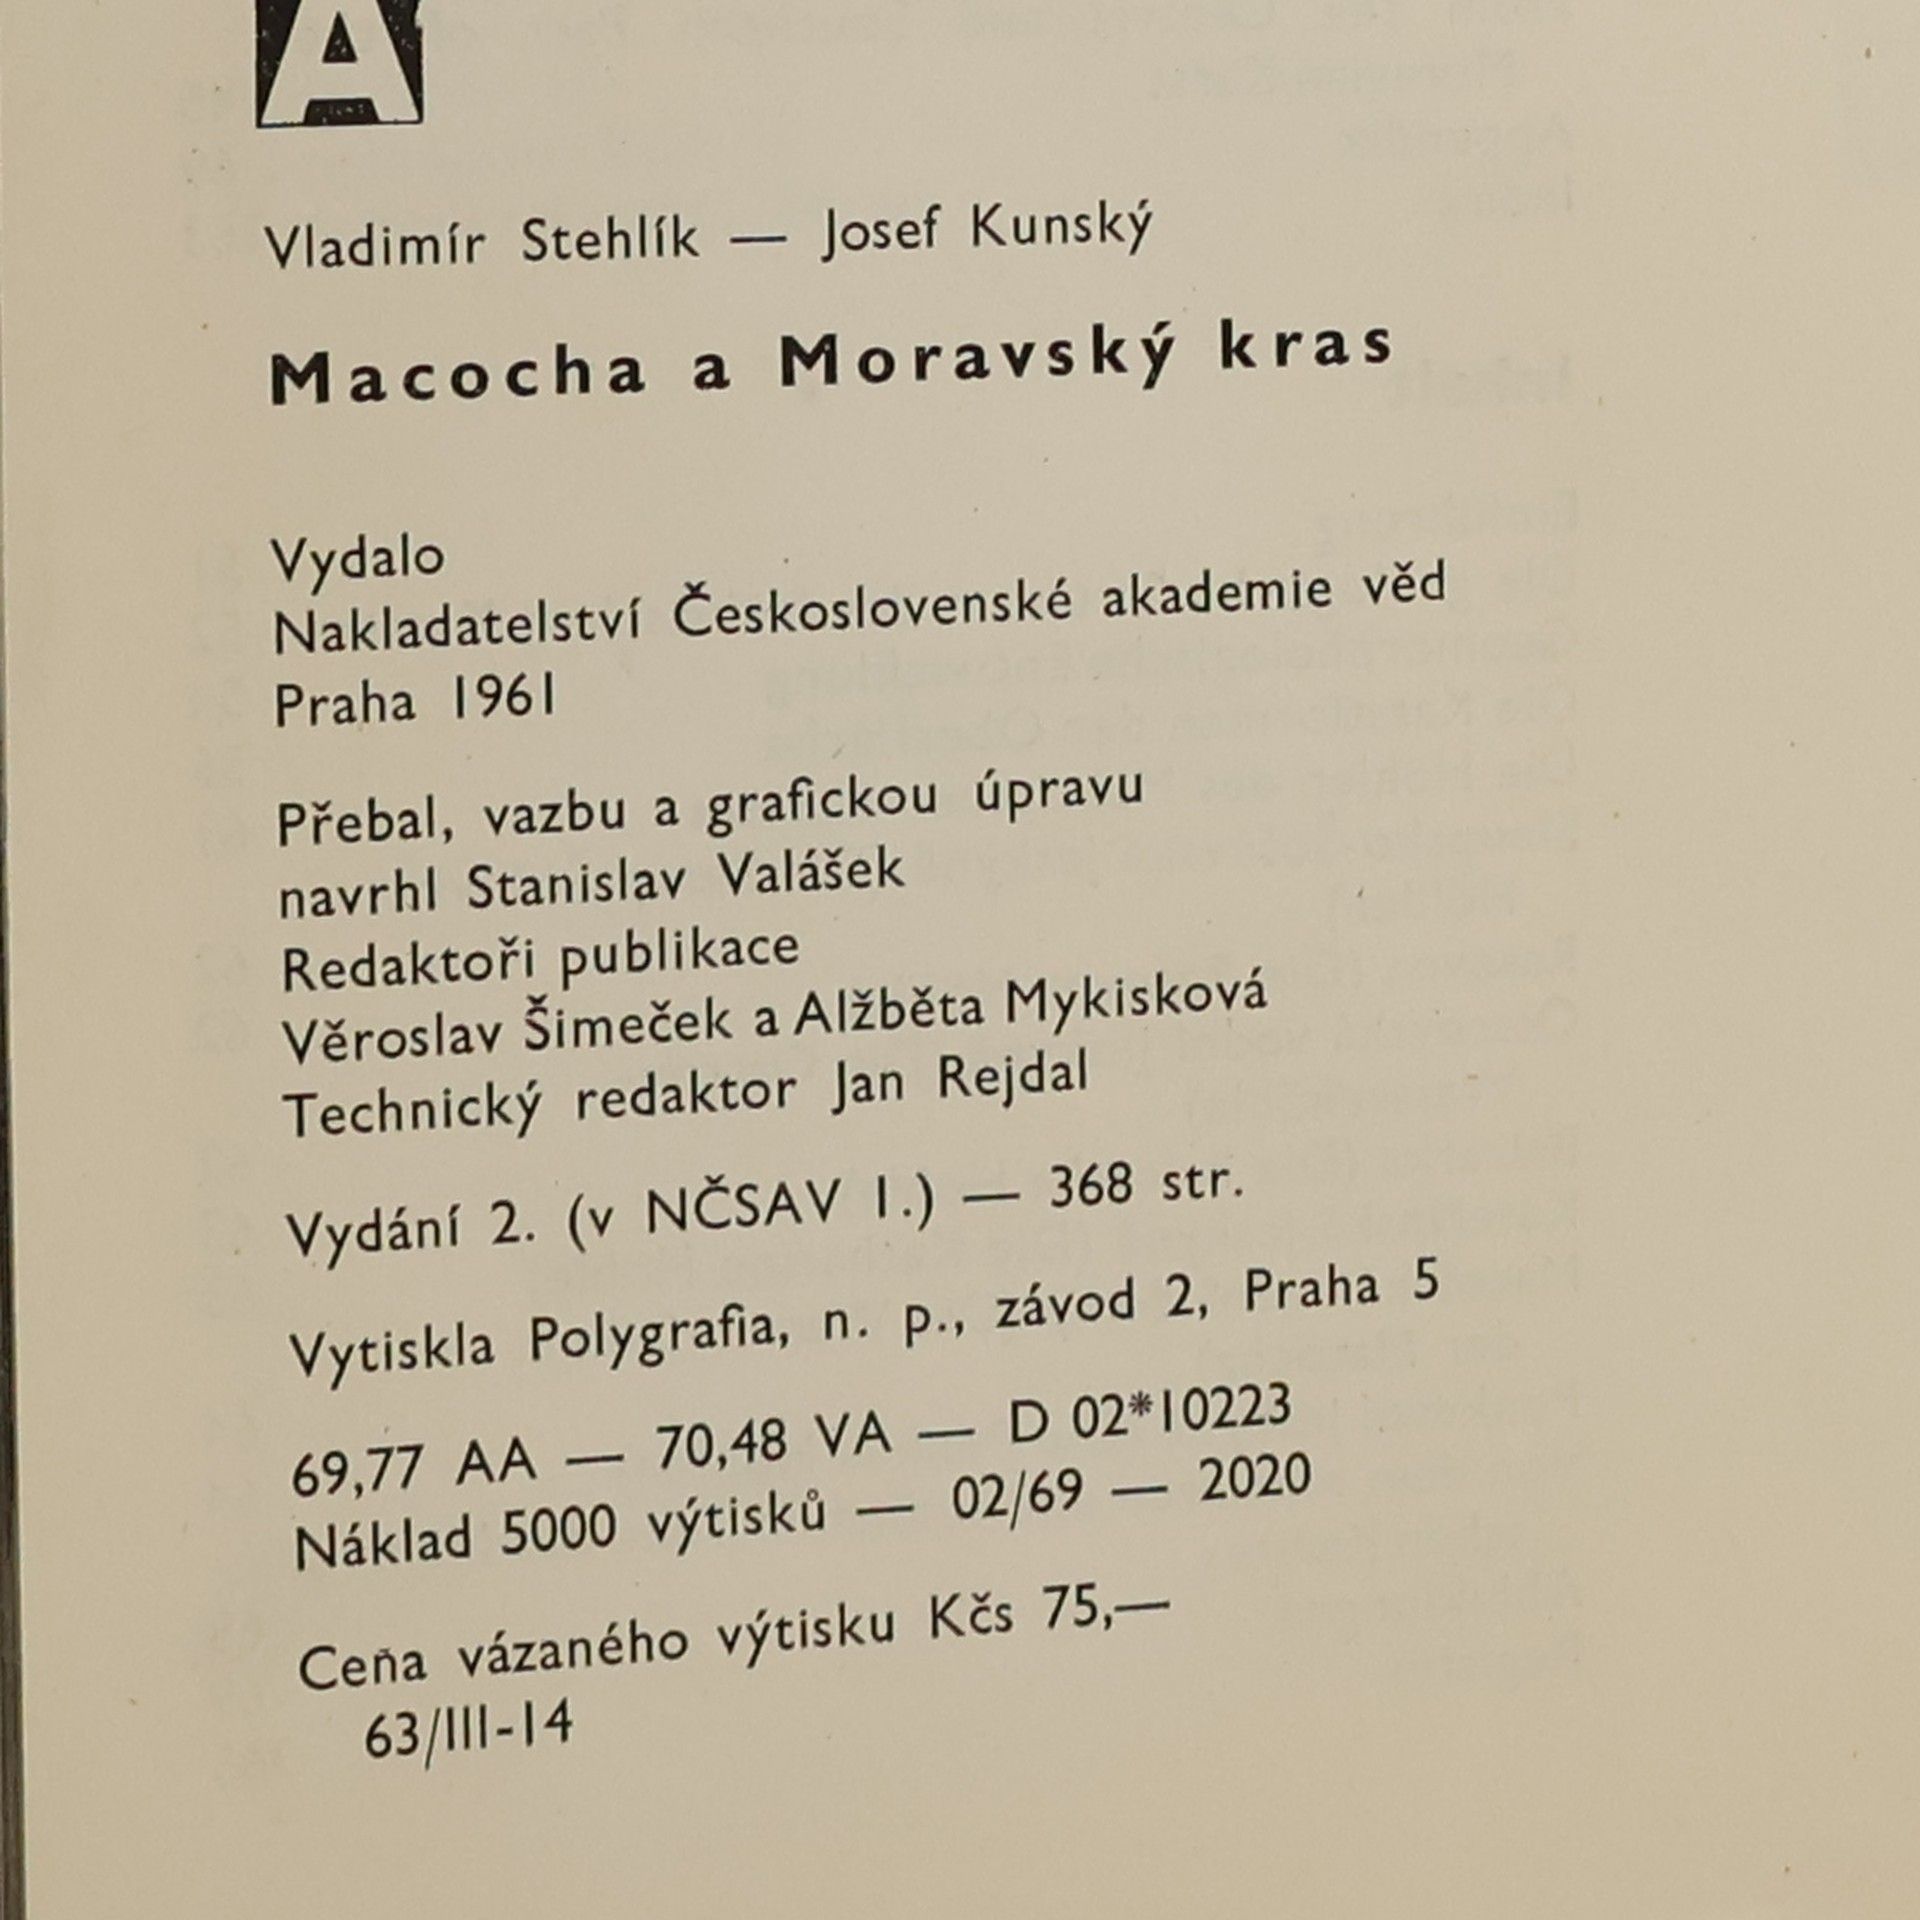 A
Vladimír Stehlík — Josef Kunský
Macocha a Moravský kras
Vydalo
Nakladatelství Československé akademie věd
Praha 1961
Přebal, vazbu a grafickou úpravu
navrhl Stanislav Valášek
Redaktoři publikace
Věroslav Šimeček a Alžběta Mykisková
Technický redaktor Jan Rejdal
Vydání 2. (v NČSAV 1.) — 368 str.
Vytiskla Polygrafia, n. p., závod 2, Praha 5
69,77 AA — 70,48 VA — D 02*10223
Náklad 5000 výtisků — 02/69 — 2020
Cena vázaného výtisku Kčs 75,—
63/III-14